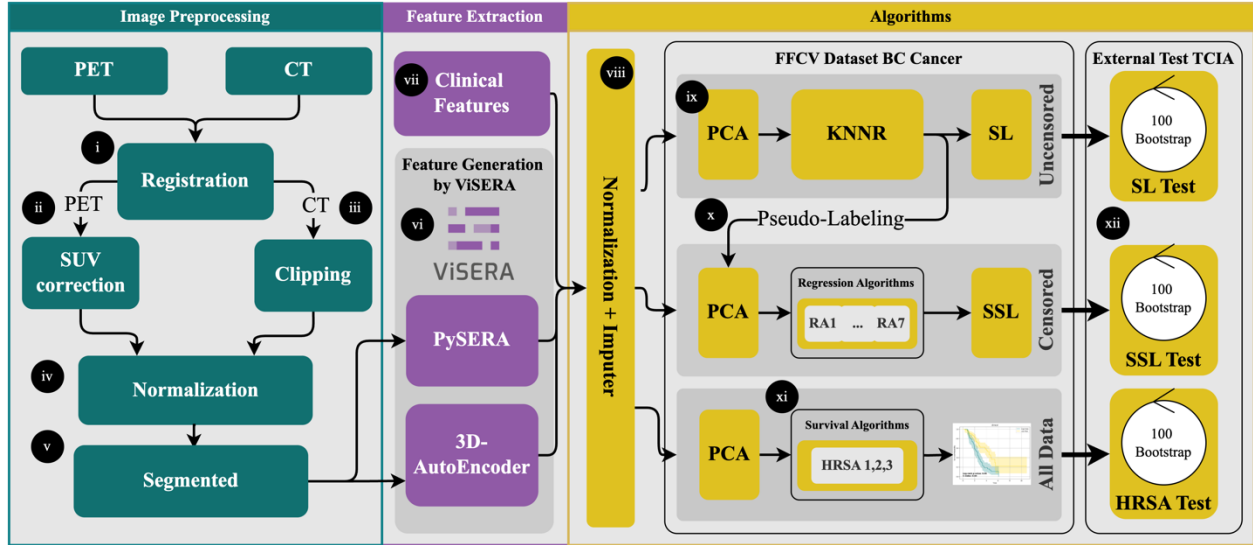 Image Preprocessing
PET
CT
i
Registration
ii
PET
CT
iii
SUV
correction
Clipping
iv
Normalization
v
Segmented
Feature Extraction
vii
Clinical
Features
Feature Generation
by ViSERA
vi
ViSERA
PySERA
3D-
AutoEncoder
Algorithms
viii
Normalization + Imputer
FFCV Dataset BC Cancer
ix
PCA
KNNR
SL
Uncensored
x
Pseudo-Labeling
PCA
Regression Algorithms
RA1 ... RA7
SSL
Censored
xi
PCA
Survival Algorithms
HRSA 1,2,3
All Data
External Test TCIA
100
Bootstrap
SL Test
xii
100
Bootstrap
SSL Test
100
Bootstrap
HRSA Test